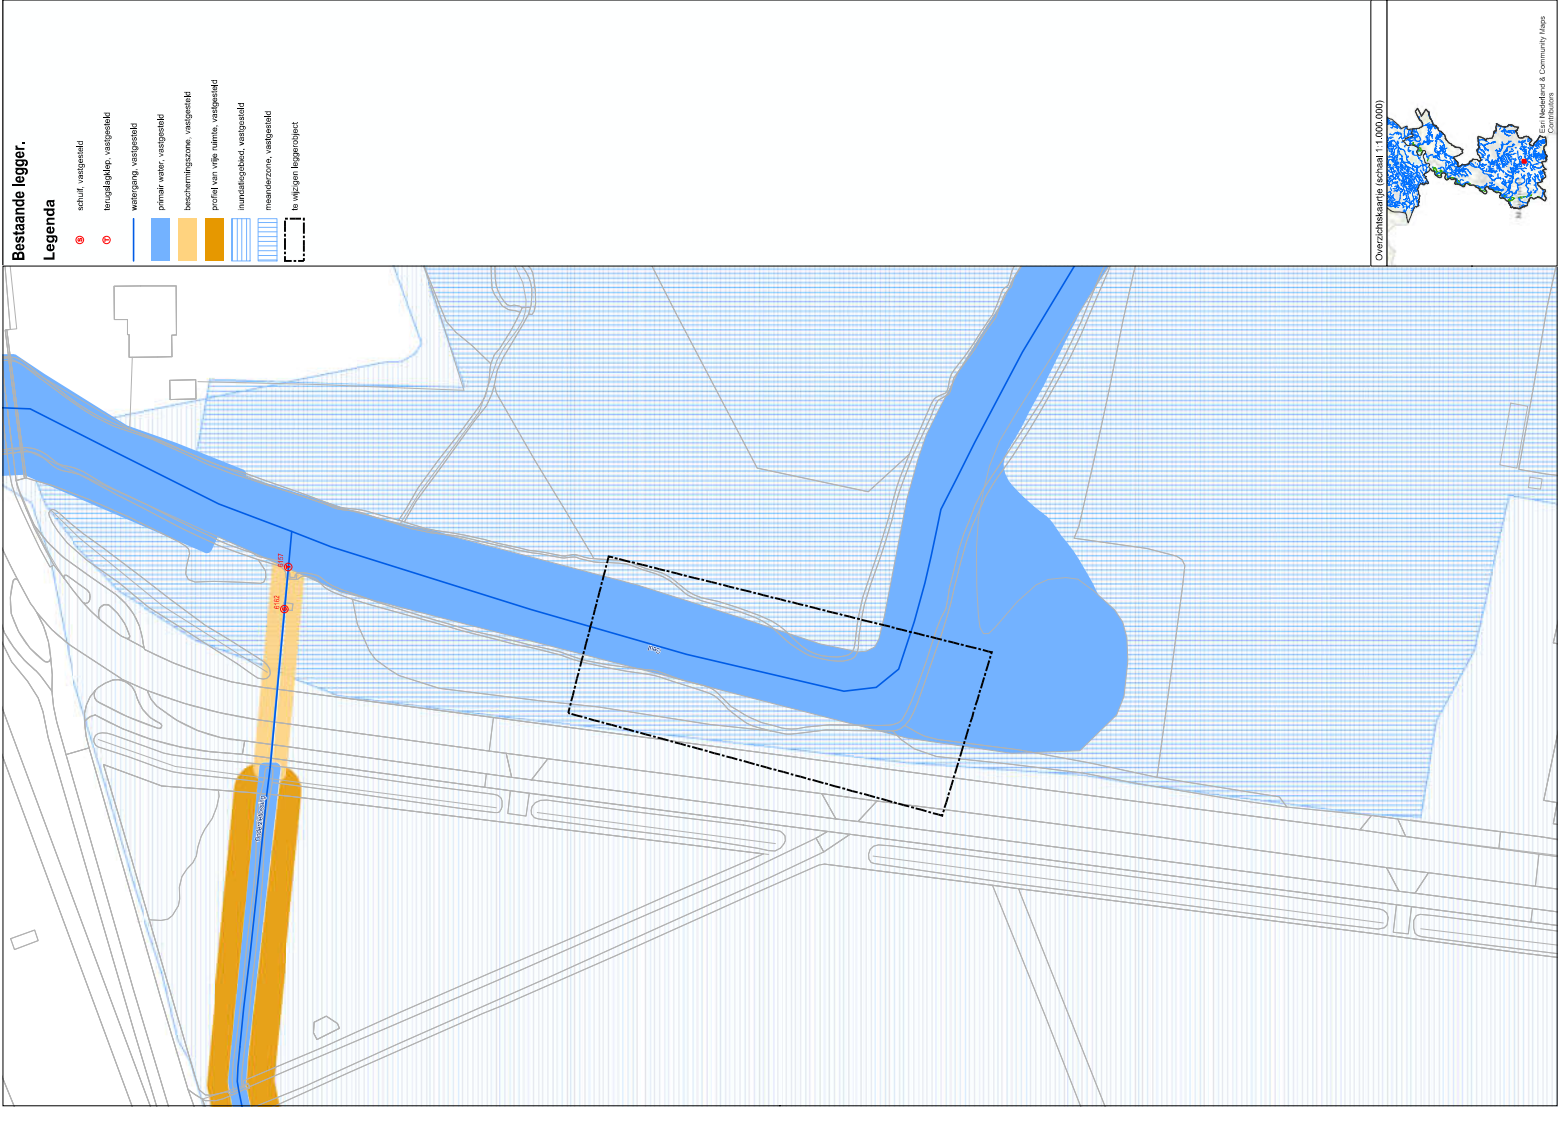 Bestaande legger.
Legenda
schuif, vastgesteld
terugslagklep, vastgesteld
watergang, vastgesteld
primair water, vastgesteld
beschermingszone, vastgesteld
profiel van vrije ruimte, vastgesteld
inundatiegebied, vastgesteld
meanderzone, vastgesteld
te wijzigen leggerobject
Overzichtskaartje (schaal 1:1.000.000)
Esri Nederland & Community Maps
Contributors
S
T